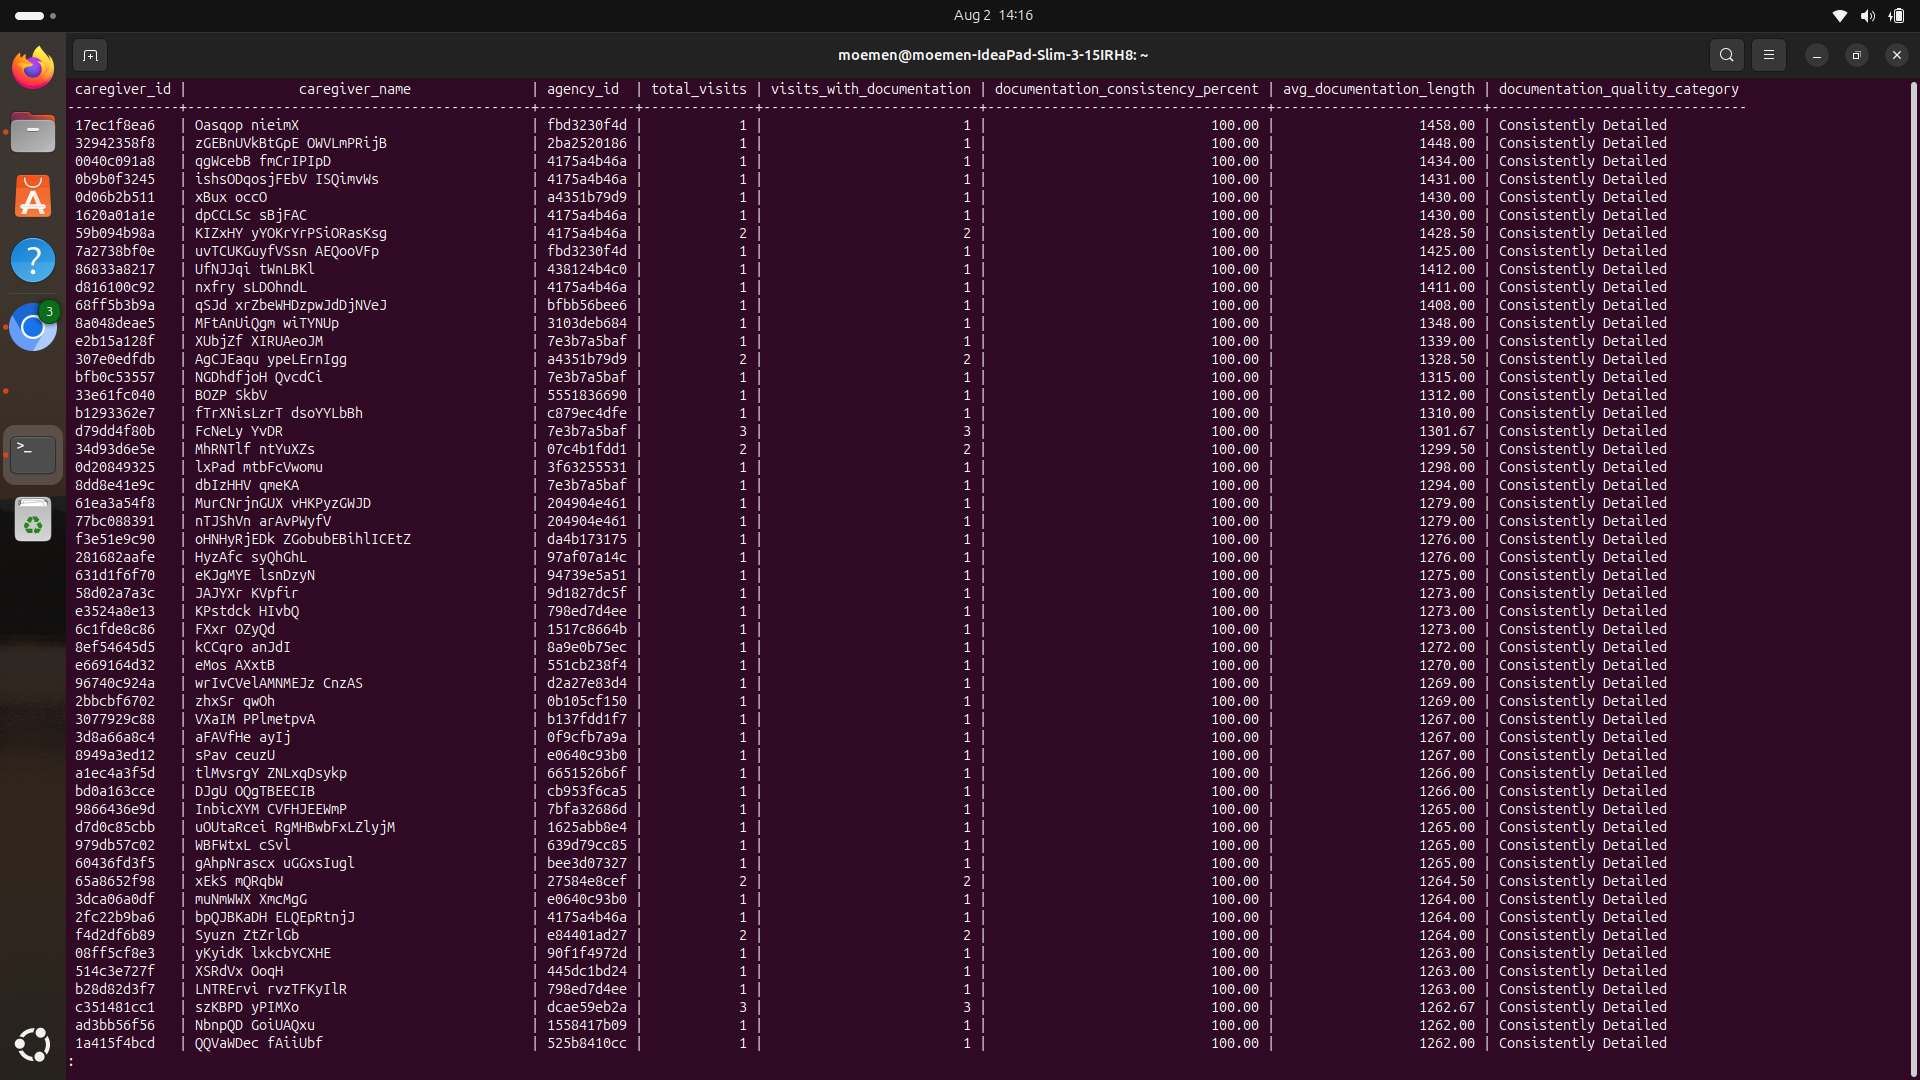 Aug 2 14:16
moemen@moemen-IdeaPad-Slim-3-15IRH8: ~
caregiver_id | caregiver_name | agency_id | total_visits | visits_with_documentation | documentation_consistency_percent | avg_documentation_length | documentation_quality_category
17ec1f8ea6 | Oasqop nieimX | fbd3230f4d | 1 | 1 | 100.00 | 1458.00 | Consistently Detailed
32942358f8 | zGEBnUVkBtGpE OWVLmPRijB | 2ba2520186 | 1 | 1 | 100.00 | 1448.00 | Consistently Detailed
0040c091a8 | qgWcebB fmCrIPIpD | 4175a4b46a | 1 | 1 | 100.00 | 1434.00 | Consistently Detailed
0b9b0f3245 | ishsODqosjFEbV ISQimvWs | 4175a4b46a | 1 | 1 | 100.00 | 1431.00 | Consistently Detailed
0d06b2b511 | xBux occO | a4351b79d9 | 1 | 1 | 100.00 | 1430.00 | Consistently Detailed
1620a01a1e | dpCCLSc sBjFAC | 4175a4b46a | 1 | 1 | 100.00 | 1430.00 | Consistently Detailed
59b094b98a | KIZxHY yYOKrYrPSiORasKsg | 4175a4b46a | 2 | 2 | 100.00 | 1428.50 | Consistently Detailed
7a2738bf0e | uvTCUKGuyfVSsn AEQooVFp | fbd3230f4d | 1 | 1 | 100.00 | 1425.00 | Consistently Detailed
86833a8217 | UfNJJqi tWnLBKl | 438124b4c0 | 1 | 1 | 100.00 | 1412.00 | Consistently Detailed
d816100c92 | nxfry sLDOhndL | 4175a4b46a | 1 | 1 | 100.00 | 1411.00 | Consistently Detailed
68ff5b3b9a | qSJd xrZbeWHDzpwJdDjNVeJ | bfbb56bee6 | 1 | 1 | 100.00 | 1408.00 | Consistently Detailed
8a048deae5 | MFtAnUiQgm wiTYNUp | 3103deb684 | 1 | 1 | 100.00 | 1348.00 | Consistently Detailed
e2b15a128f | XUbjZf XIRUAeoJM | 7e3b7a5baf | 1 | 1 | 100.00 | 1339.00 | Consistently Detailed
307e0edfdb | AgCJEaqu ypeLErnIgg | a4351b79d9 | 2 | 2 | 100.00 | 1328.50 | Consistently Detailed
bfb0c53557 | NGDhdfjoH QvcdCi | 7e3b7a5baf | 1 | 1 | 100.00 | 1315.00 | Consistently Detailed
33e61fc040 | BOZP SkbV | 5551836690 | 1 | 1 | 100.00 | 1312.00 | Consistently Detailed
b1293362e7 | fTrXNisLzrT dsoYYLbBh | c879ec4dfe | 1 | 1 | 100.00 | 1310.00 | Consistently Detailed
d79dd4f80b | FcNeLy YvDR | 7e3b7a5baf | 3 | 3 | 100.00 | 1301.67 | Consistently Detailed
34d93d6e5e | MhRNTlf ntYuXZs | 07c4b1fdd1 | 2 | 2 | 100.00 | 1299.50 | Consistently Detailed
0d20849325 | lxPad mtbFcVwomu | 3f63255531 | 1 | 1 | 100.00 | 1298.00 | Consistently Detailed
8dd8e41e9c | dbIzHHV qmeKA | 7e3b7a5baf | 1 | 1 | 100.00 | 1294.00 | Consistently Detailed
61ea3a54f8 | MurCNrjnGUX vHKPyzGWJD | 204904e461 | 1 | 1 | 100.00 | 1279.00 | Consistently Detailed
77bc088391 | nTJShVn arAvPWyfV | 204904e461 | 1 | 1 | 100.00 | 1279.00 | Consistently Detailed
f3e51e9c90 | oHNHyRjEDk ZGobubEBihlICEtZ | da4b173175 | 1 | 1 | 100.00 | 1276.00 | Consistently Detailed
281682aafe | HyzAfc syQhGhL | 97af07a14c | 1 | 1 | 100.00 | 1276.00 | Consistently Detailed
631d1f6f70 | eKJgMYE lsnDzyN | 94739e5a51 | 1 | 1 | 100.00 | 1275.00 | Consistently Detailed
58d02a7a3c | JAJYXr KVpfir | 9d1827dc5f | 1 | 1 | 100.00 | 1273.00 | Consistently Detailed
e3524a8e13 | KPstdck HIvbQ | 798ed7d4ee | 1 | 1 | 100.00 | 1273.00 | Consistently Detailed
6c1fde8c86 | FXxr OZyQd | 1517c8664b | 1 | 1 | 100.00 | 1273.00 | Consistently Detailed
8ef54645d5 | kCCqro anJdI | 8a9e0b75ec | 1 | 1 | 100.00 | 1272.00 | Consistently Detailed
e669164d32 | eMos AXxtB | 551cb238f4 | 1 | 1 | 100.00 | 1270.00 | Consistently Detailed
96740c924a | wrIvCVelAMNMEJz CnzAS | d2a27e83d4 | 1 | 1 | 100.00 | 1269.00 | Consistently Detailed
2bbcbf6702 | zhxSr qwOh | 0b105cf150 | 1 | 1 | 100.00 | 1269.00 | Consistently Detailed
3077929c88 | VXaIM PPlmetpvA | b137fdd1f7 | 1 | 1 | 100.00 | 1267.00 | Consistently Detailed
3d8a66a8c4 | aFAVfHe ayIj | 0f9cfb7a9a | 1 | 1 | 100.00 | 1267.00 | Consistently Detailed
8949a3ed12 | sPav ceuzU | e0640c93b0 | 1 | 1 | 100.00 | 1267.00 | Consistently Detailed
a1ec4a3f5d | tlMvsrgY ZNLxqDsykp | 6651526b6f | 1 | 1 | 100.00 | 1266.00 | Consistently Detailed
bd0a163cce | DJgU OQgTBEECIB | cb953f6ca5 | 1 | 1 | 100.00 | 1266.00 | Consistently Detailed
9866436e9d | InbicXYM CVFHJEEWmP | 7bfa32686d | 1 | 1 | 100.00 | 1265.00 | Consistently Detailed
d7d0c85cbb | uOUtaRcei RgMHBwbFxLZlyjM | 1625abb8e4 | 1 | 1 | 100.00 | 1265.00 | Consistently Detailed
979db57c02 | WBFWtxL cSvl | 639d79cc85 | 1 | 1 | 100.00 | 1265.00 | Consistently Detailed
60436fd3f5 | gAhpNrascx uGGxsIugl | bee3d07327 | 1 | 1 | 100.00 | 1265.00 | Consistently Detailed
65a8652f98 | xEkS mQRqbW | 27584e8cef | 2 | 2 | 100.00 | 1264.50 | Consistently Detailed
3dca06a0df | muNmWWX XmcMgG | e0640c93b0 | 1 | 1 | 100.00 | 1264.00 | Consistently Detailed
2fc22b9ba6 | bpQJBKaDH ELQEpRtnjJ | 4175a4b46a | 1 | 1 | 100.00 | 1264.00 | Consistently Detailed
f4d2df6b89 | Syuzn ZtZrlGb | e84401ad27 | 2 | 2 | 100.00 | 1264.00 | Consistently Detailed
08ff5cf8e3 | yKyidK lxkcbYCXHE | 90f1f4972d | 1 | 1 | 100.00 | 1263.00 | Consistently Detailed
514c3e727f | XSRdVx OoqH | 445dc1bd24 | 1 | 1 | 100.00 | 1263.00 | Consistently Detailed
b28d82d3f7 | LNTRErvi rvzTFKyIlR | 798ed7d4ee | 1 | 1 | 100.00 | 1263.00 | Consistently Detailed
c351481cc1 | szKBPD yPIMXo | dcae59eb2a | 3 | 3 | 100.00 | 1262.67 | Consistently Detailed
ad3bb56f56 | NbnpQD GoiUAQxu | 1558417b09 | 1 | 1 | 100.00 | 1262.00 | Consistently Detailed
1a415f4bcd | QQVaWDec fAiiUbf | 525b8410cc | 1 | 1 | 100.00 | 1262.00 | Consistently Detailed
:
3